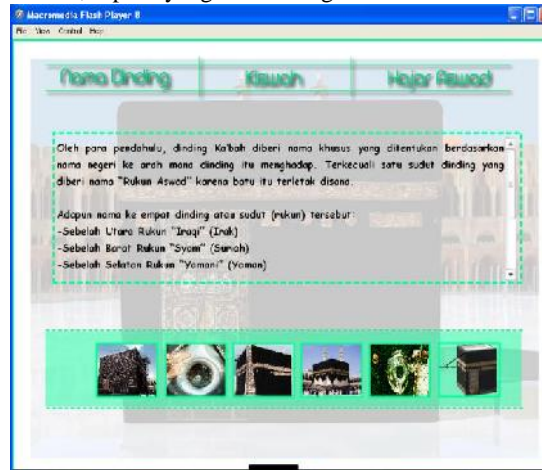 Macromedia Flash Player 8
File View Control Help
Nama Dinding Kiswah Hajar Aswad
Oleh para pendahulu, dinding Ka'bah diberi nama khusus yang ditentukan berdasarkan
nama negeri ke arah mana dinding itu menghadap. Terkecuali satu sudut dinding yang
diberi nama "Rukun Aswad" karena batu itu terletak disana.
Adapun nama ke empat dinding atau sudut (rukun) tersebut:
-Sebelah Utara Rukun "Iraqi" (Irak)
-Sebelah Barat Rukun "Syam" (Suriah)
-Sebelah Selatan Rukun "Yamani" (Yaman)